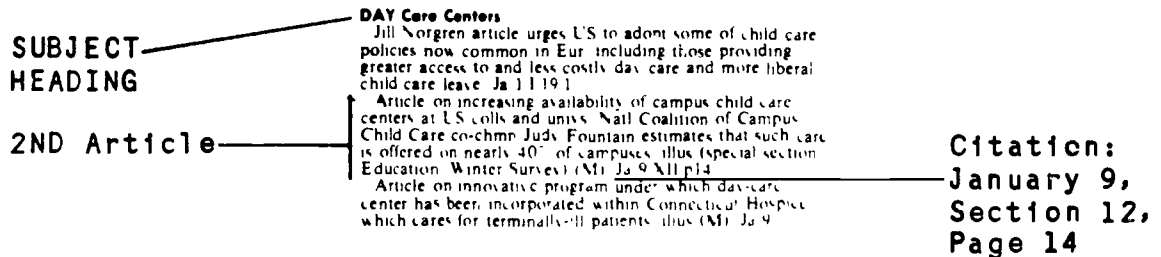 DAY Care Centers
Jill Norgren article urges US to adopt some of child care
policies now common in Eur including those providing
greater access to and less costly day care and more liberal
child care leave Ja 1 I 19 1
Article on increasing availability of campus child care
centers at US colls and univs. Natl Coalition of Campus
Child Care co-chmn Judy Fountain estimates that such care
is offered on nearly of campuses, illus (special section
Education Winter Survey) (M) Ja 9 XII p14
Article on innovative program under which day-care
center has been incorporated within Connecticut Hospice
which cares for terminally-ill patients illus (M) Ja 9
SUBJECT
HEADING
2ND Article
Citation:
January 9,
Section 12,
Page 14